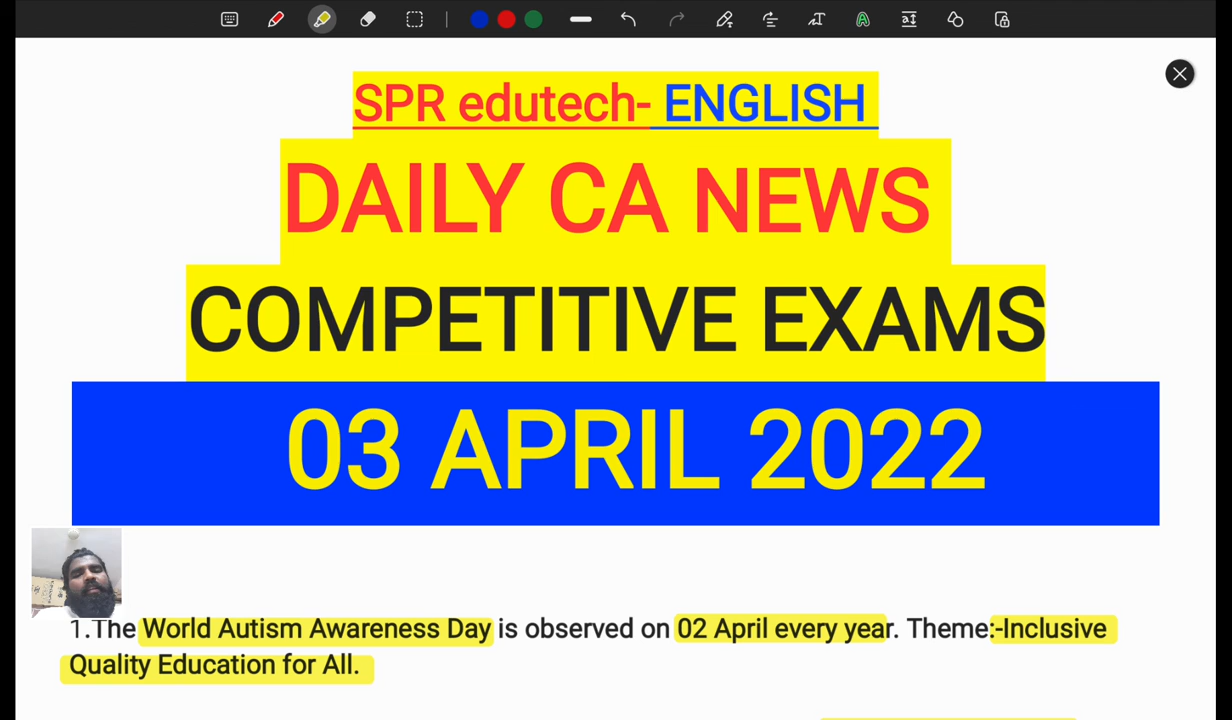 SPR edutech- ENGLISH
DAILY CA NEWS
COMPETITIVE EXAMS
03 APRIL 2022
1.The World Autism Awareness Day is observed on 02 April every year. Theme:-Inclusive
Quality Education for All.